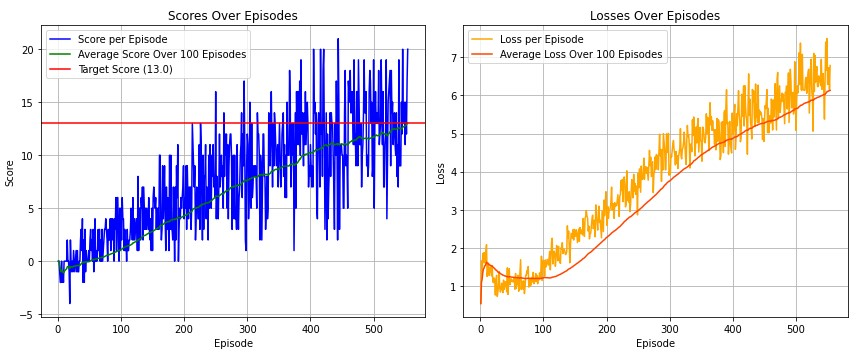 Scores Over Episodes
Score per Episode
Average Score Over 100 Episodes
Target Score (13.0)
20
15
10
5
0
−5
Score
0
100
200
300
400
500
Episode
Losses Over Episodes
Loss per Episode
Average Loss Over 100 Episodes
7
6
5
4
3
2
1
Loss
0
100
200
300
400
500
Episode